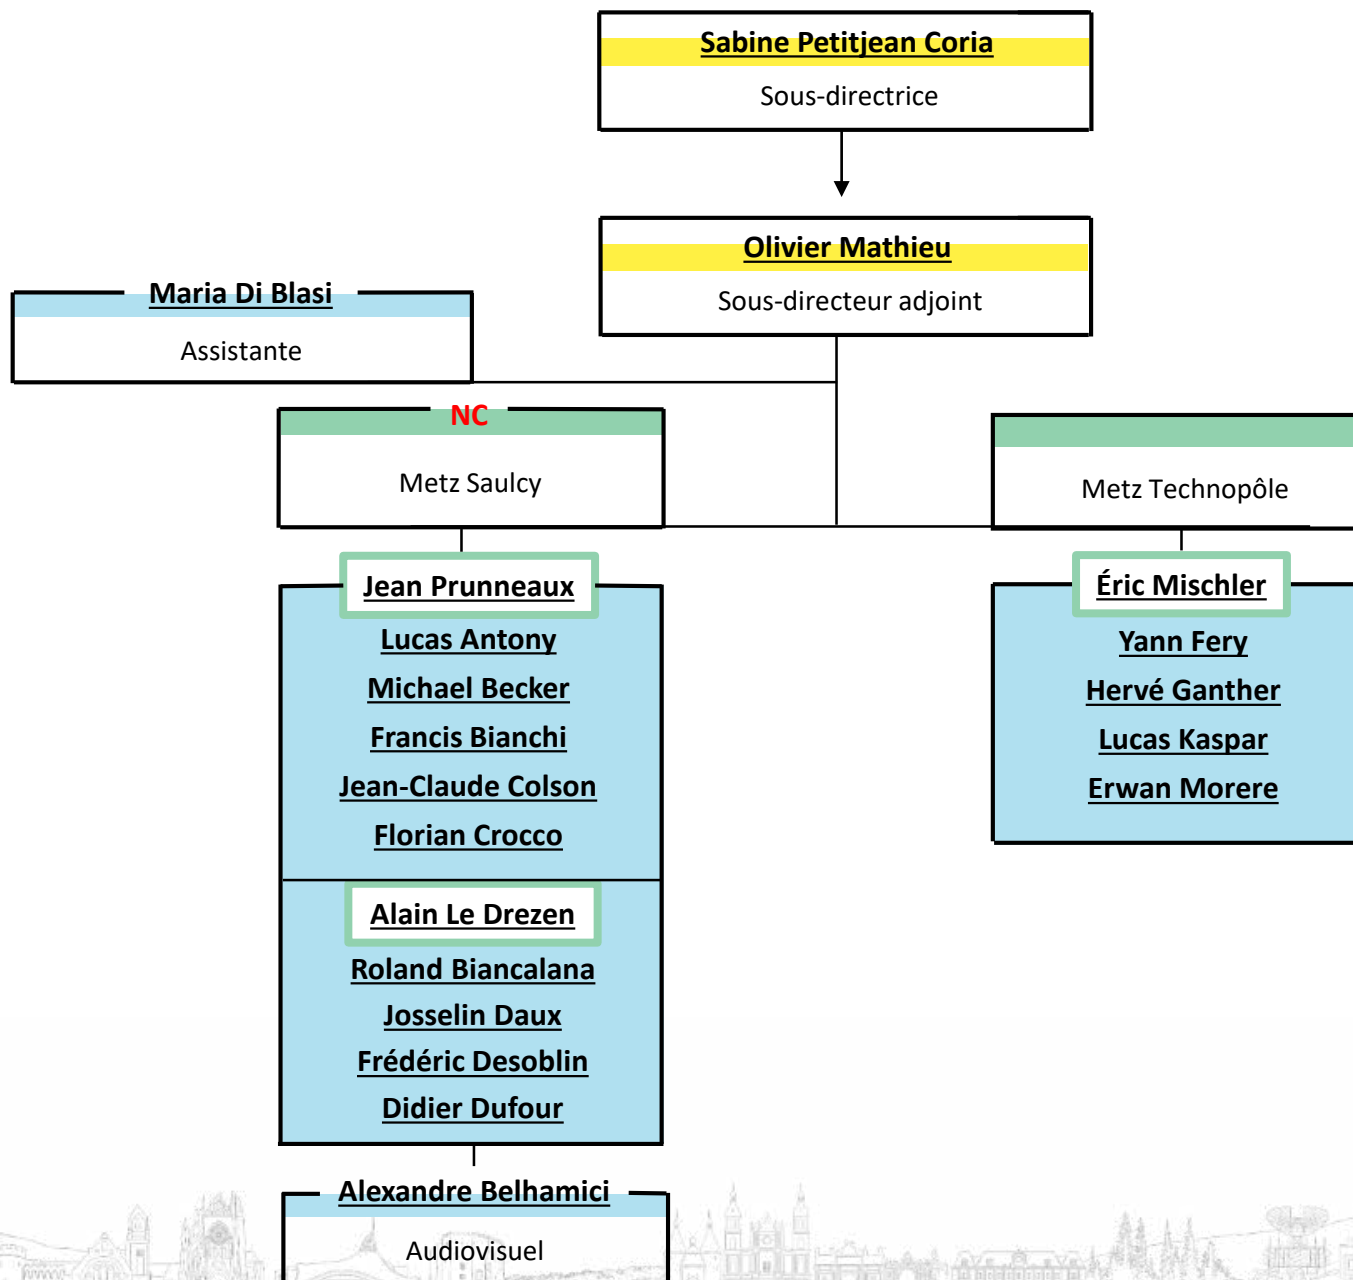 Sabine Petitjean Coria
Sous-directrice
Olivier Mathieu
Sous-directeur adjoint
Maria Di Blasi
Assistante
NC
Metz Saulcy
Jean Prunneaux
Lucas Antony
Michael Becker
Francis Bianchi
Jean-Claude Colson
Florian Crocco
Alain Le Drezen
Roland Biancalana
Josselin Daux
Frédéric Desoblin
Didier Dufour
Alexandre Belhamici
Audiovisuel
Metz Technopôle
Éric Mischler
Yann Fery
Hervé Ganther
Lucas Kaspar
Erwan Morere